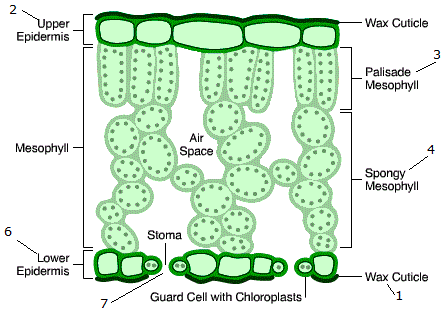 2
Upper
Epidermis
Wax Cuticle
3
Palisade
Mesophyll
Mesophyll
Air
Space
4
Spongy
Mesophyll
6
Lower
Epidermis
Stoma
7
Guard Cell with Chloroplasts
Wax Cuticle
1